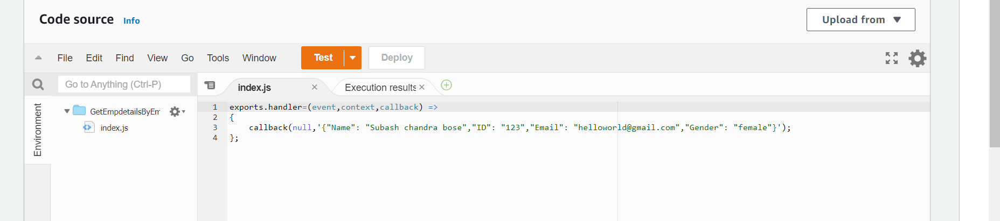 Code source Info
Upload from
File Edit Find View Go Tools Window Test Deploy
Go to Anything (Ctrl-P)
index.js Execution results
Environment
GetEmpdetailsByEm
index.js
1 exports.handler=(event,context,callback) =>
2 {
3 callback(null,'{"Name": "Subash chandra bose","ID": "123","Email": "helloworld@gmail.com","Gender": "female"}');
4 };